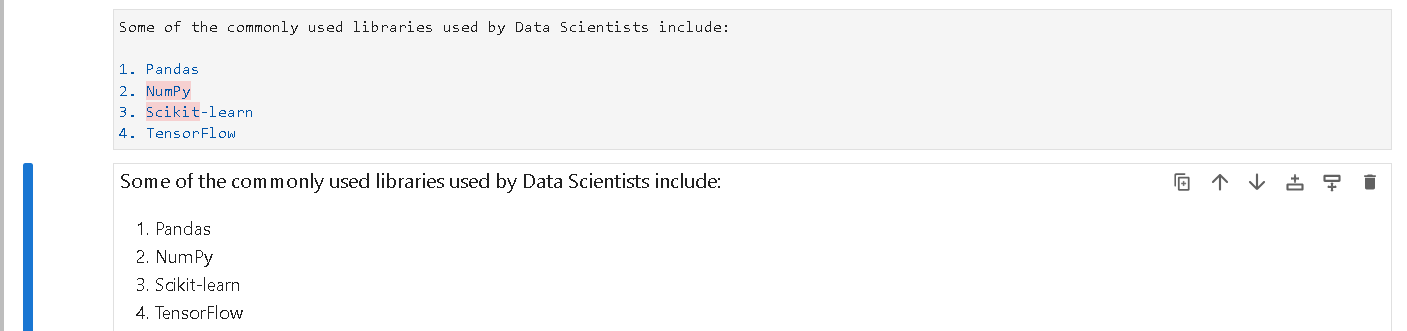 Some of the commonly used libraries used by Data Scientists include:
1. Pandas
2. NumPy
3. Scikit-learn
4. TensorFlow
Some of the commonly used libraries used by Data Scientists include:
1. Pandas
2. NumPy
3. Scikit-learn
4. TensorFlow